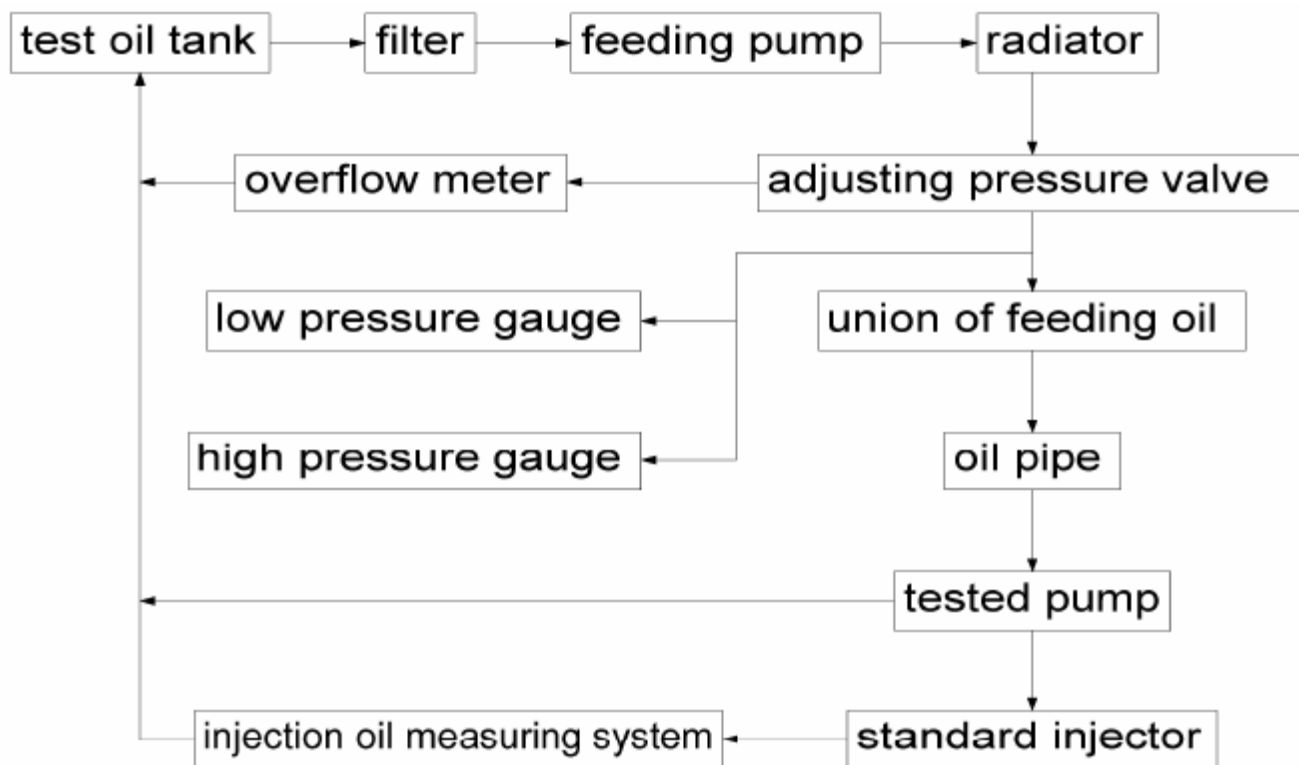 test oil tank
filter
feeding pump
radiator
overflow meter
adjusting pressure valve
low pressure gauge
union of feeding oil
high pressure gauge
oil pipe
tested pump
injection oil measuring system
standard injector